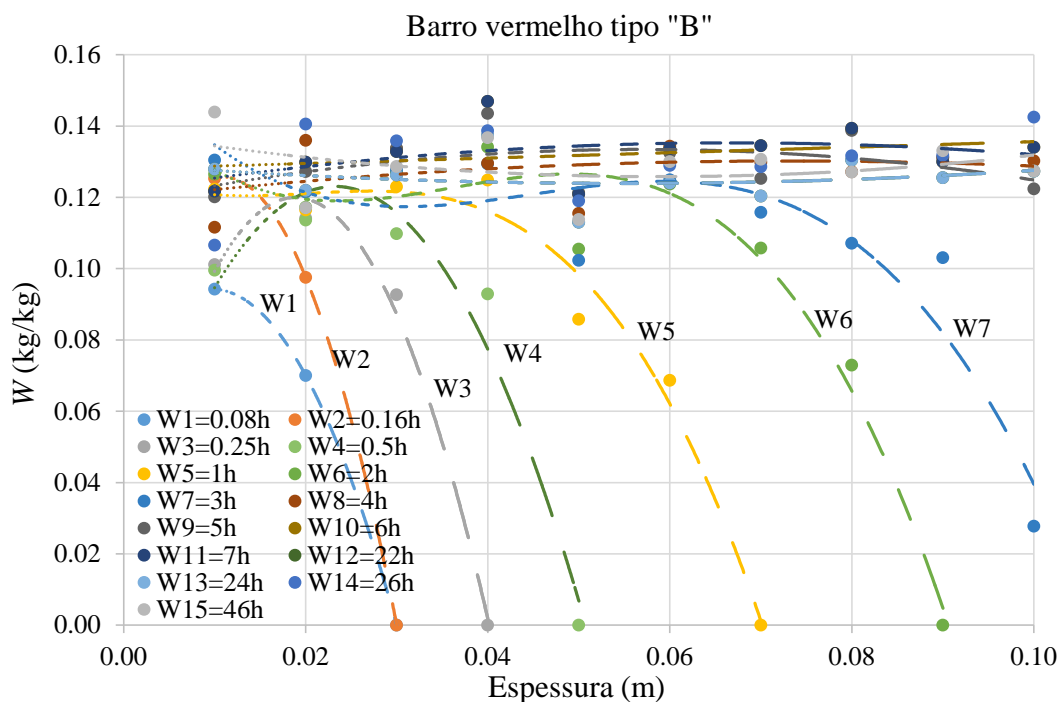 Barro vermelho tipo "B"
0.16
0.14
0.12
0.10
0.08
0.06
0.04
0.02
0.00
W (kg/kg)
W1
W2
W3
W4
W5
W6
W7
W1=0.08h W2=0.16h
W3=0.25h W4=0.5h
W5=1h W6=2h
W7=3h W8=4h
W9=5h W10=6h
W11=7h W12=22h
W13=24h W14=26h
W15=46h
0.00 0.02 0.04 0.06 0.08 0.10
Espessura (m)